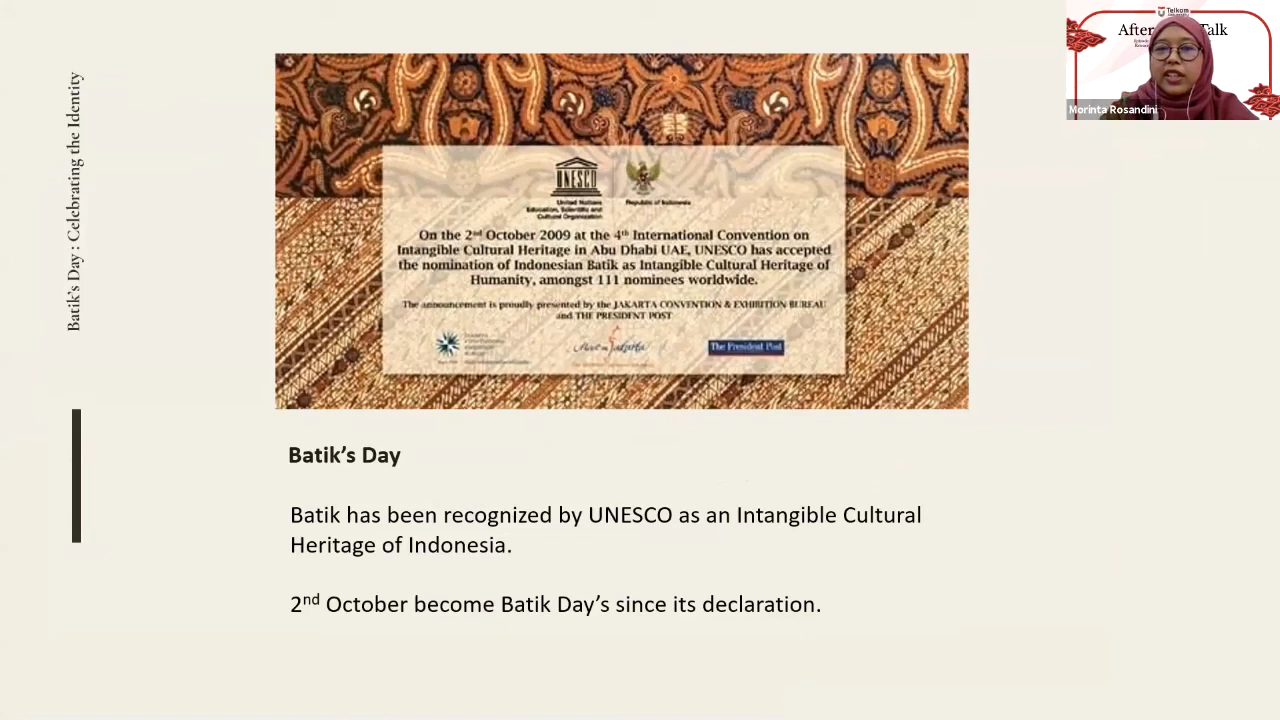 Batik's Day : Celebrating the Identity
UNESCO
United Nations
Education, Scientific and
Cultural Organization
Republic of Indonesia
On the 2nd October 2009 at the 4th International Convention on
Intangible Cultural Heritage in Abu Dhabi UAE, UNESCO has accepted
the nomination of Indonesian Batik as Intangible Cultural Heritage of
Humanity, amongst 111 nominees worldwide.
The announcement is proudly presented by the JAKARTA CONVENTION & EXHIBITION BUREAU
and THE PRESIDENT POST
The President Post
Batik's Day
Batik has been recognized by UNESCO as an Intangible Cultural
Heritage of Indonesia.
2nd October become Batik Day's since its declaration.
Telkom
After Talk
Morinta Rosandini